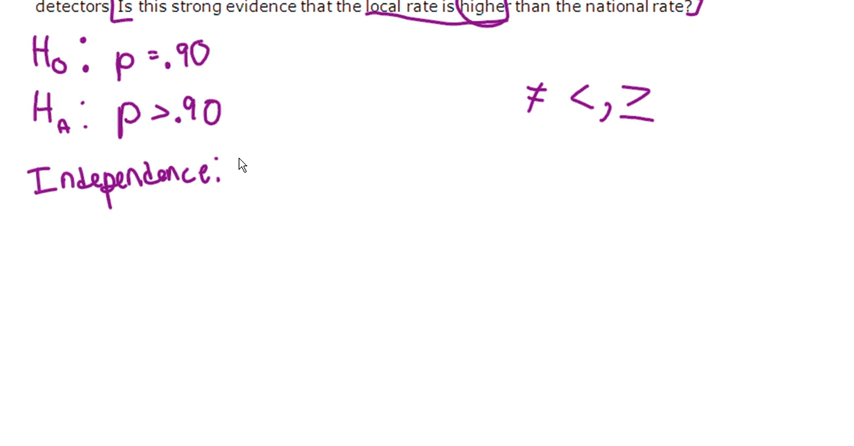 detectors. Is this strong evidence that the local rate is higher than the national rate?
H₀: p = .90
Hₐ: p > .90
≠ <, ≥
Independence: